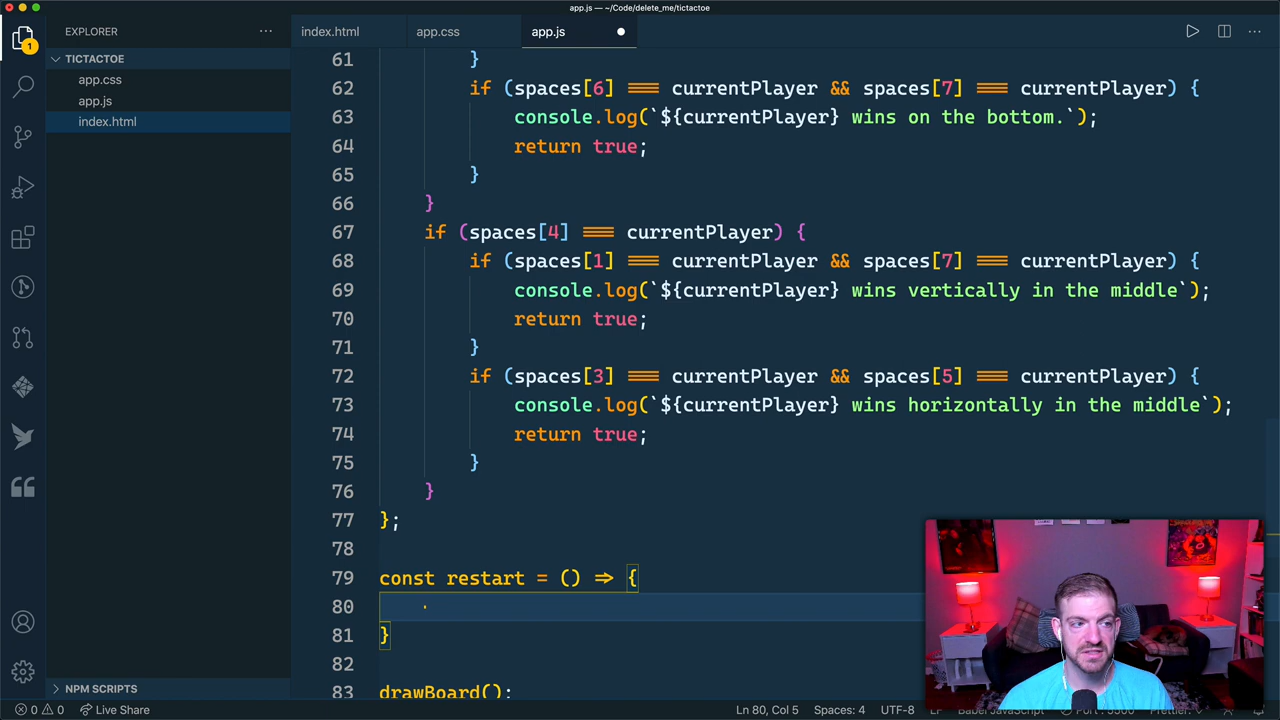 app.js — ~/Code/delete_me/tictactoe
EXPLORER
index.html
app.css
app.js
1
TICTACTOE
app.css
app.js
index.html
61 }
62 if (spaces[6] === currentPlayer && spaces[7] === currentPlayer) {
63 console.log(`${currentPlayer} wins on the bottom.`);
64 return true;
65 }
66 }
67 if (spaces[4] === currentPlayer) {
68 if (spaces[1] === currentPlayer && spaces[7] === currentPlayer) {
69 console.log(`${currentPlayer} wins vertically in the middle`);
70 return true;
71 }
72 if (spaces[3] === currentPlayer && spaces[5] === currentPlayer) {
73 console.log(`${currentPlayer} wins horizontally in the middle`);
74 return true;
75 }
76 }
77 };
78
79 const restart = () => {
80
81 }
82
83 drawBoard();
NPM SCRIPTS
0 0 Live Share Ln 80, Col 5 Spaces: 4 UTF-8 LF Babel JavaScript Port : 5500 Prettier: ✓